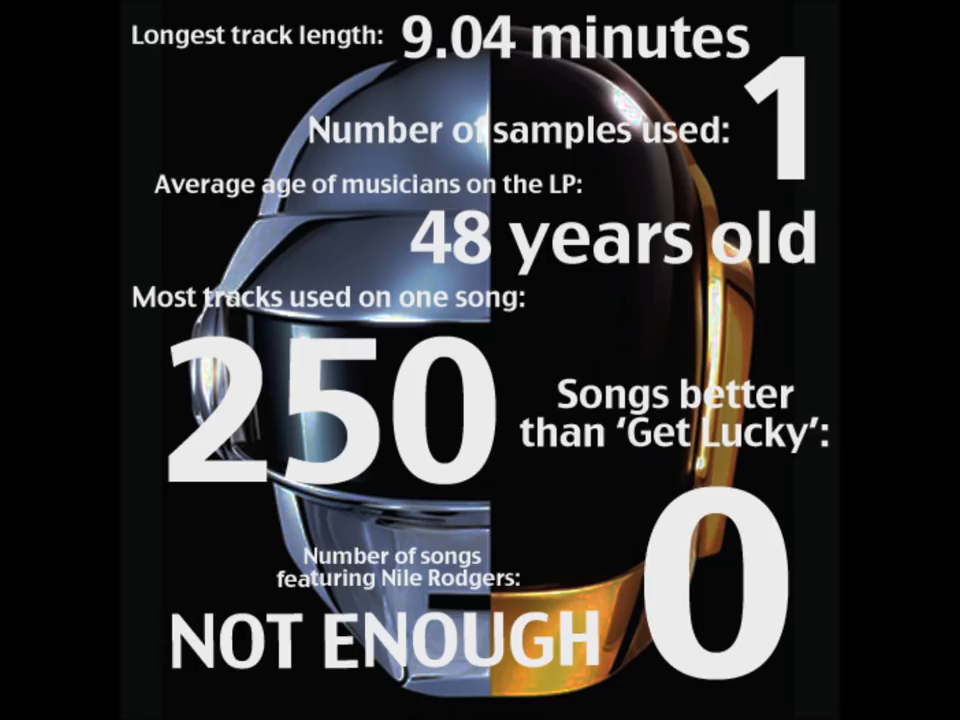 Longest track length: 9.04 minutes
Number of samples used: 1
Average age of musicians on the LP:
48 years old
Most tracks used on one song:
250
Songs better
than ‘Get Lucky’:
0
Number of songs
featuring Nile Rodgers:
NOT ENOUGH